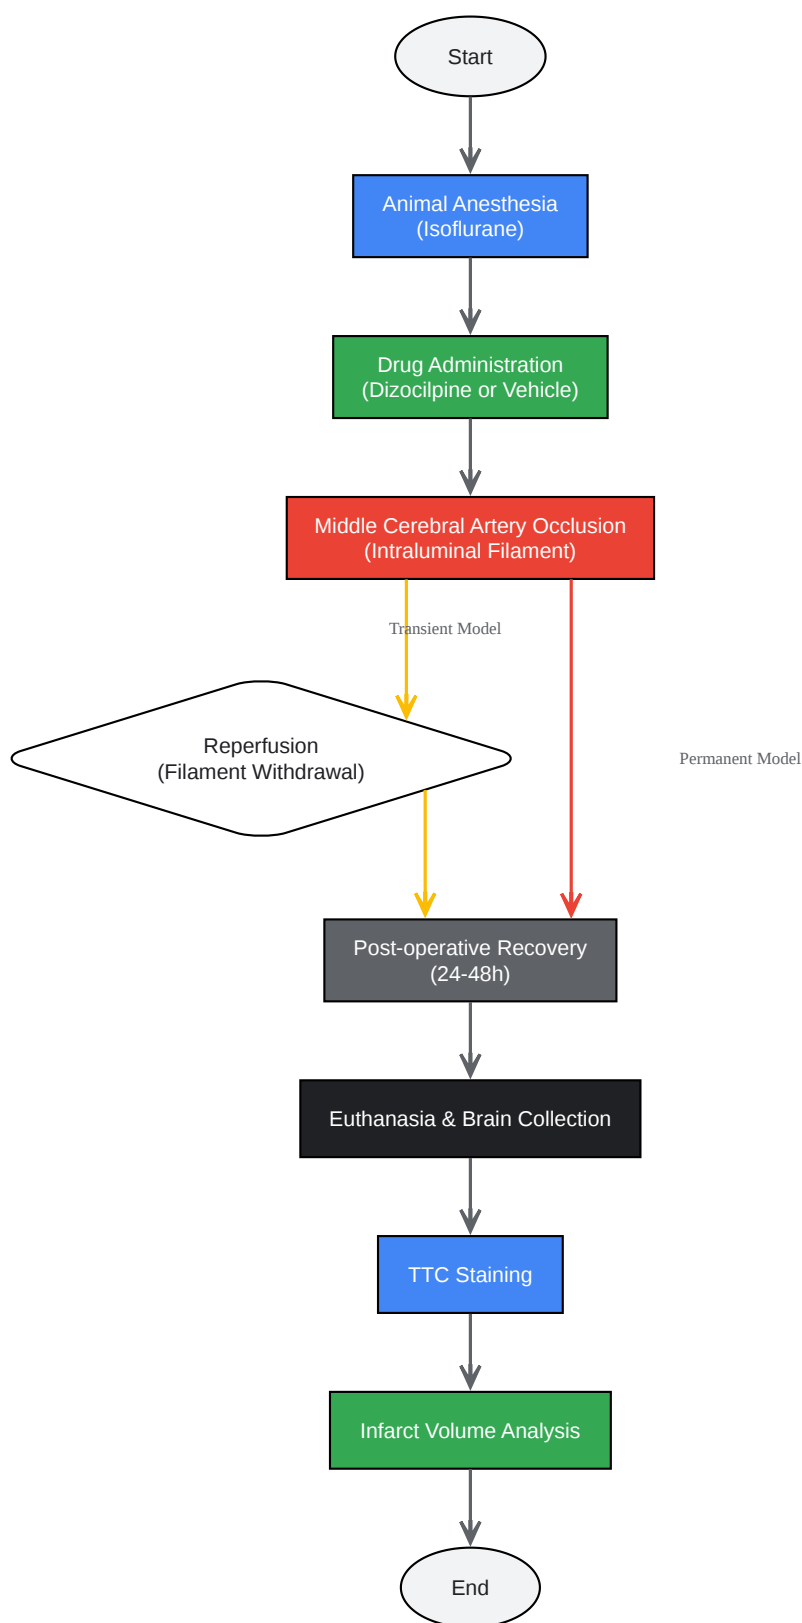 Start
Animal Anesthesia
(Isoflurane)
Drug Administration
(Dizocilpine or Vehicle)
Middle Cerebral Artery Occlusion
(Intraluminal Filament)
Transient Model
Reperfusion
(Filament Withdrawal)
Permanent Model
Post-operative Recovery
(24-48h)
Euthanasia & Brain Collection
TTC Staining
Infarct Volume Analysis
End